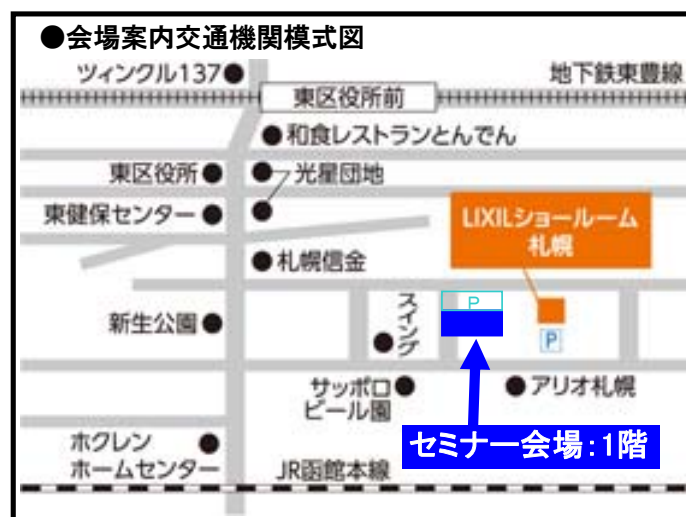 ●会場案内交通機関模式図
ツィンクル137●
地下鉄東豊線
東区役所前
●和食レストランとんでん
東区役所●
●光星団地
東健保センター●
LIXILショールーム
札幌
●札幌信金
P
スイング
新生公園●
P
サッポロ
ビール園
●アリオ札幌
セミナー会場:1階
ホクレン
ホームセンター
JR函館本線